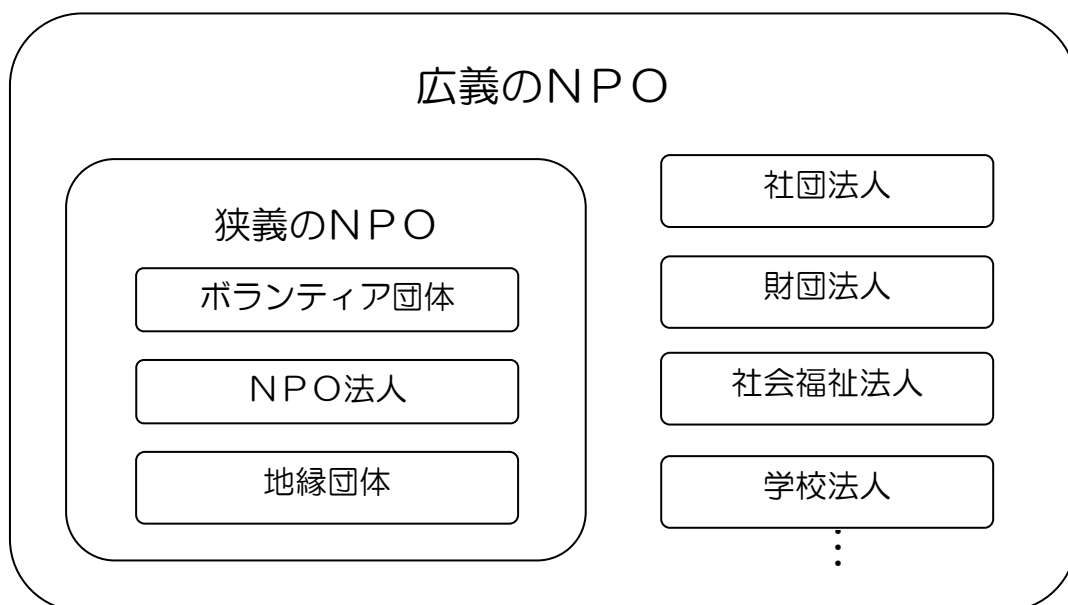 広義のＮＰＯ
狭義のＮＰＯ
ボランティア団体
ＮＰＯ法人
地縁団体
社団法人
財団法人
社会福祉法人
学校法人
⋮